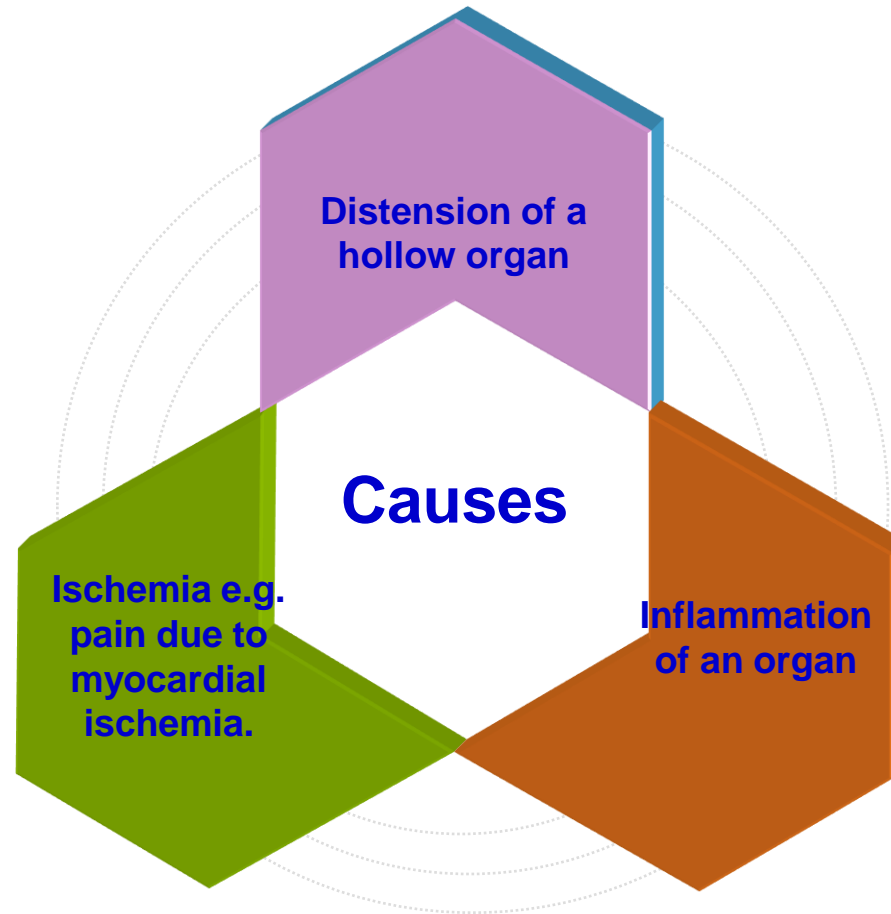 Distension of a
hollow organ
Causes
Ischemia e.g.
pain due to
myocardial
ischemia.
Inflammation
of an organ